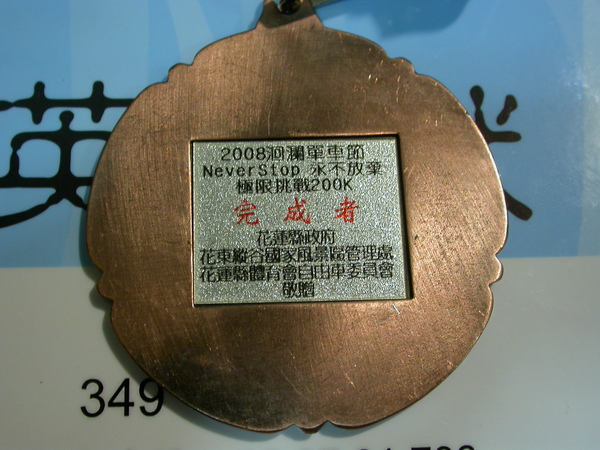 英
2008洄瀾單車節
NeverStop 永不放棄
極限挑戰200K
完成者
花蓮縣政府
花東縱谷國家風景區管理處
花蓮縣體育會自由車委員會
敬贈
349